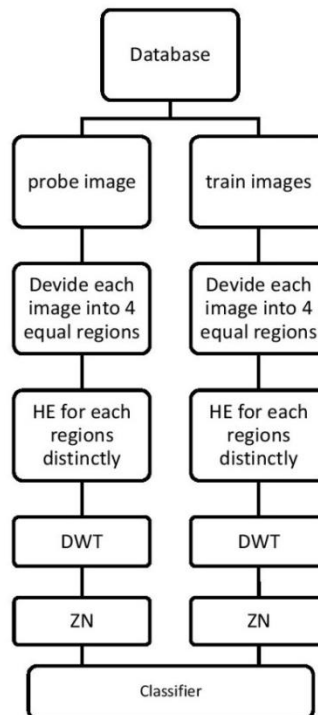 Database
probe image
train images
Devide each
image into 4
equal regions
Devide each
image into 4
equal regions
HE for each
regions
distinctly
HE for each
regions
distinctly
DWT
DWT
ZN
ZN
Classifier